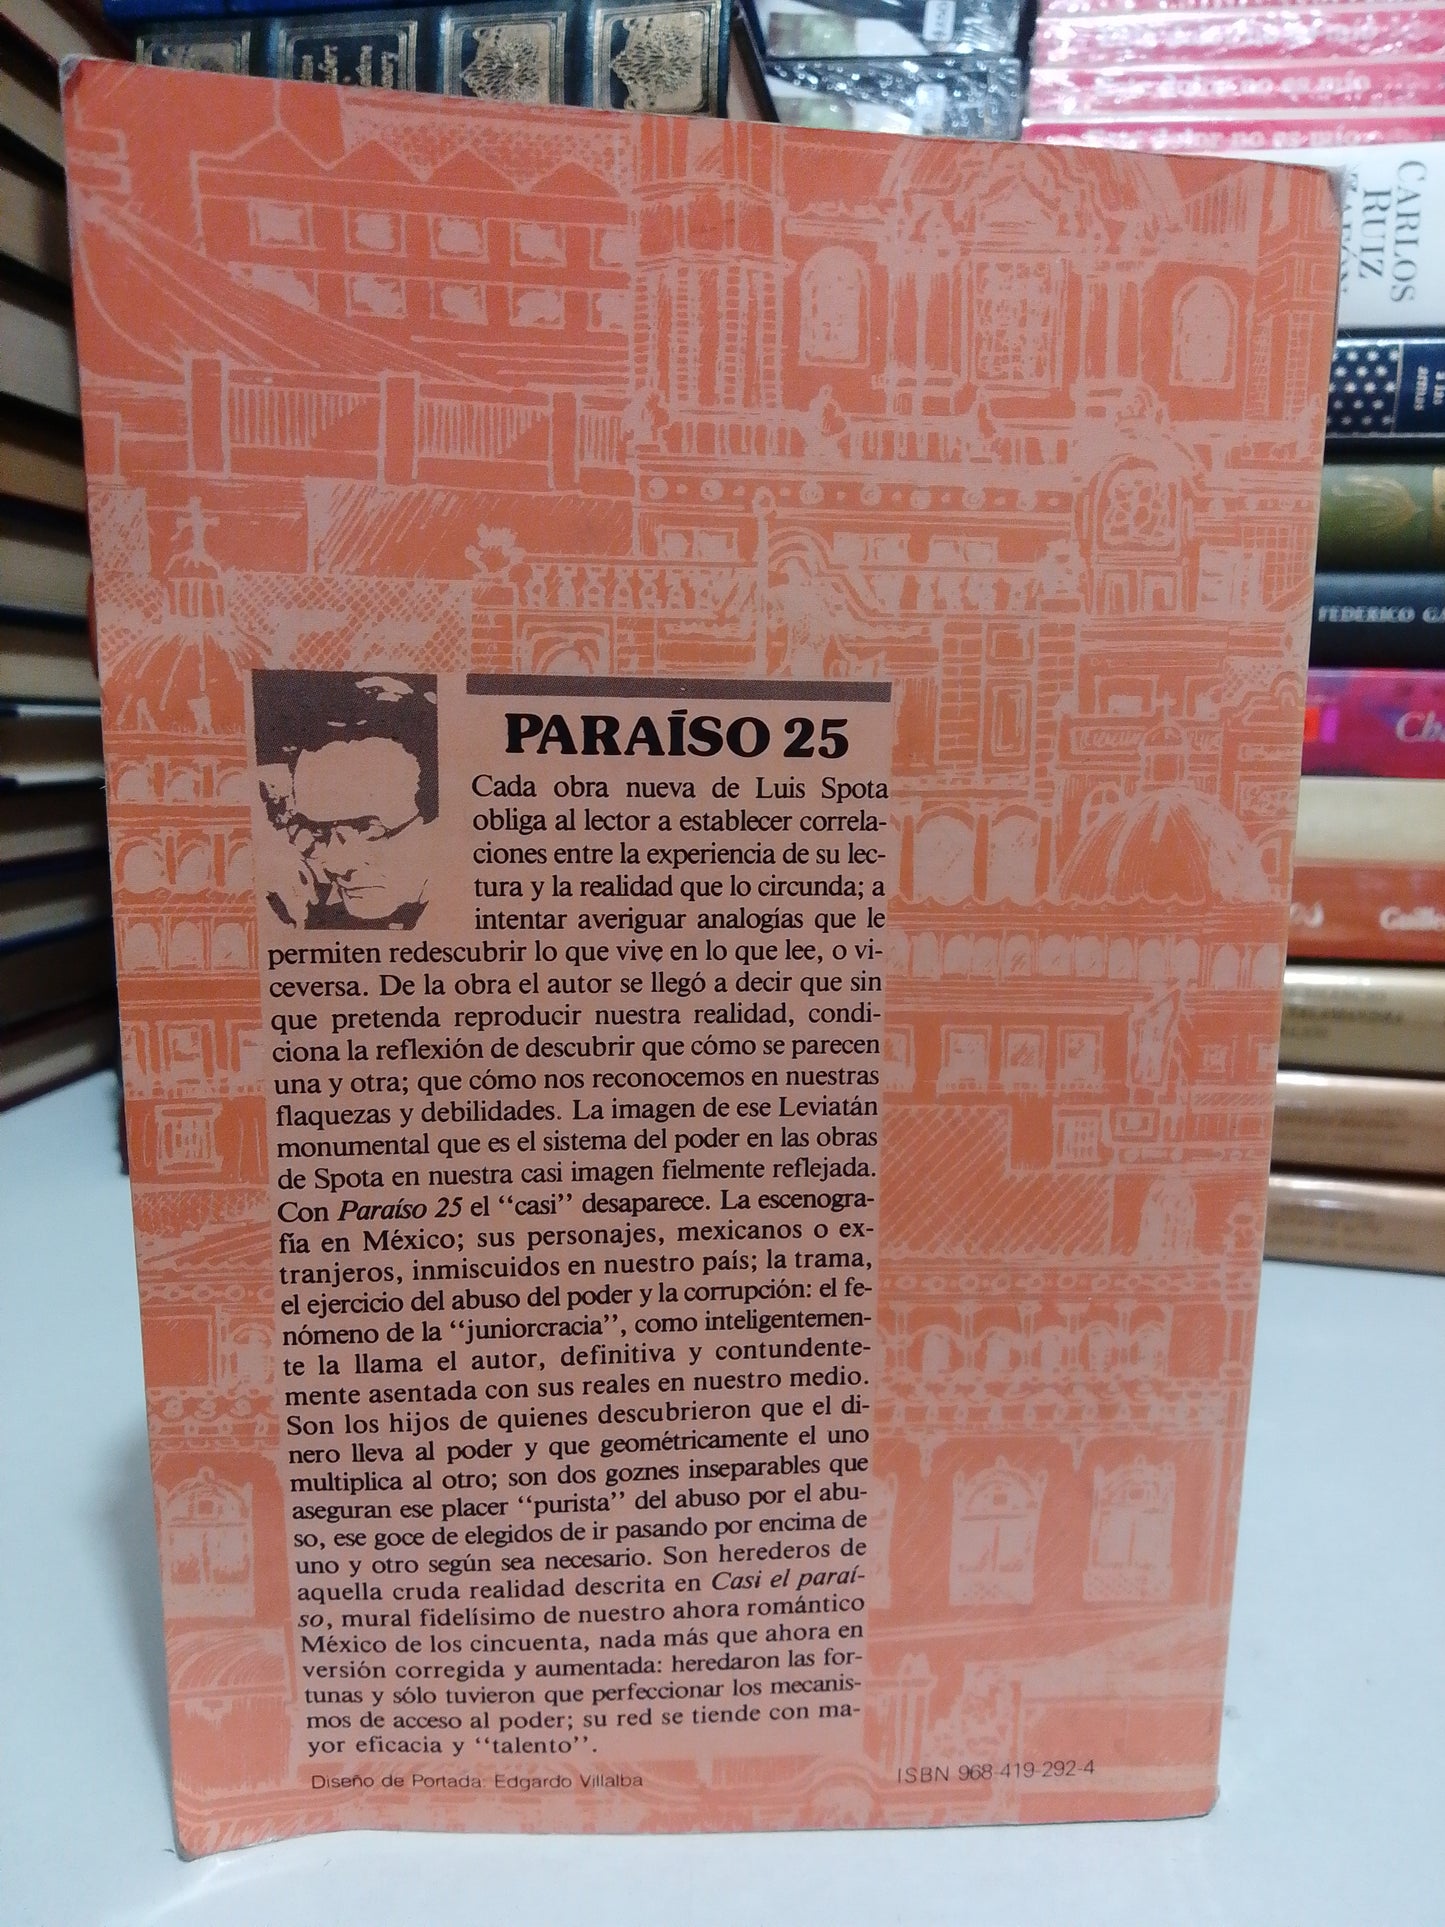 no es mío
dolor no es mío
dolor no es mío
CARLOS
RUIZ
FEDERICO GA
Ch
Guille
PARAÍSO 25
Cada obra nueva de Luis Spota
obliga al lector a establecer correla-
ciones entre la experiencia de su lec-
tura y la realidad que lo circunda; a
intentar averiguar analogías que le
permiten redescubrir lo que vive en lo que lee, o vi-
ceversa. De la obra el autor se llegó a decir que sin
que pretenda reproducir nuestra realidad, condi-
ciona la reflexión de descubrir que cómo se parecen
una y otra; que cómo nos reconocemos en nuestras
flaquezas y debilidades. La imagen de ese Leviatán
monumental que es el sistema del poder en las obras
de Spota en nuestra casi imagen fielmente reflejada.
Con Paraíso 25 el "casi" desaparece. La escenogra-
fía en México; sus personajes, mexicanos o ex-
tranjeros, inmiscuidos en nuestro país; la trama,
el ejercicio del abuso del poder y la corrupción: el fe-
nómeno de la "juniorcracia", como inteligentemen-
te la llama el autor, definitiva y contundente-
mente asentada con sus reales en nuestro medio.
Son los hijos de quienes descubrieron que el di-
nero lleva al poder y que geométricamente el uno
multiplica al otro; son dos goznes inseparables que
aseguran ese placer "purista" del abuso por el abu-
so, ese goce de elegidos de ir pasando por encima de
uno y otro según sea necesario. Son herederos de
aquella cruda realidad descrita en Casi el paraí-
so, mural fidelísimo de nuestro ahora romántico
México de los cincuenta, nada más que ahora en
versión corregida y aumentada: heredaron las for-
tunas y sólo tuvieron que perfeccionar los mecanis-
mos de acceso al poder; su red se tiende con ma-
yor eficacia y "talento".
Diseño de Portada: Edgardo Villalba
ISBN 968-419-292-4